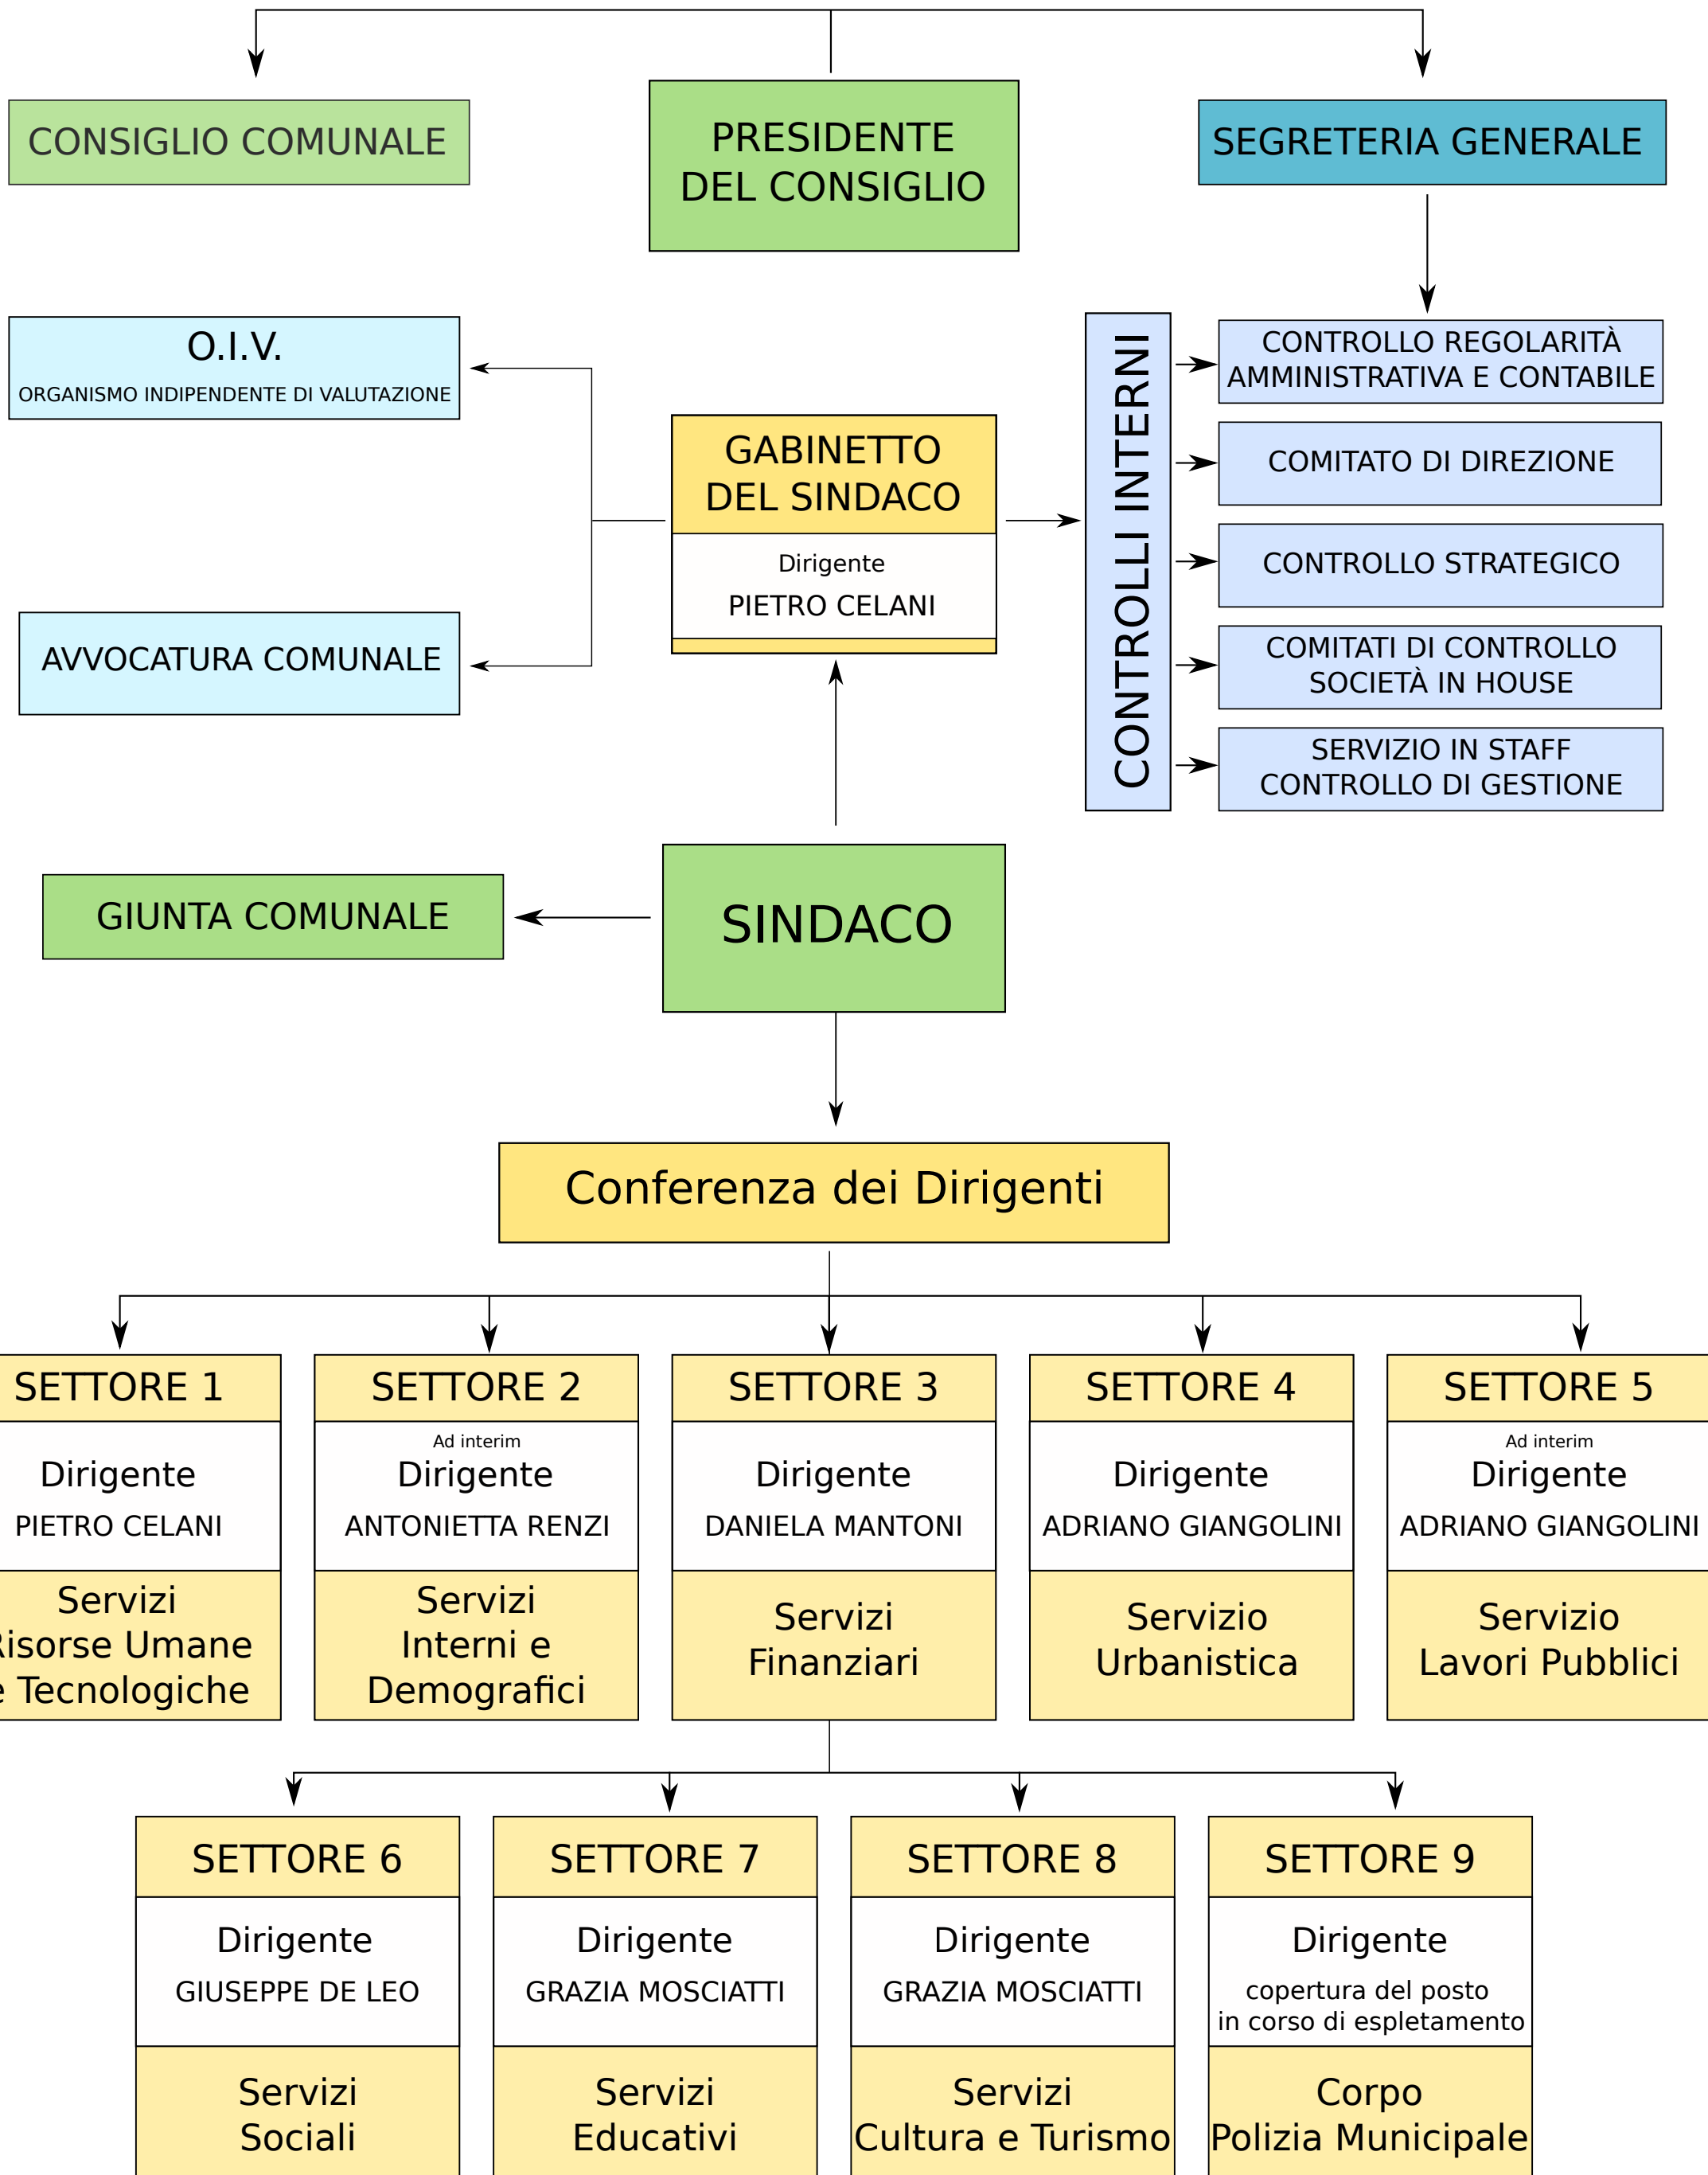 CONSIGLIO COMUNALE
PRESIDENTE
DEL CONSIGLIO
SEGRETERIA GENERALE
O.I.V.
ORGANISMO INDIPENDENTE DI VALUTAZIONE
AVVOCATURA COMUNALE
GABINETTO
DEL SINDACO
Dirigente
PIETRO CELANI
CONTROLLI INTERNI
CONTROLLO REGOLARITÀ
AMMINISTRATIVA E CONTABILE
COMITATO DI DIREZIONE
CONTROLLO STRATEGICO
COMITATI DI CONTROLLO
SOCIETÀ IN HOUSE
SERVIZIO IN STAFF
CONTROLLO DI GESTIONE
GIUNTA COMUNALE
SINDACO
Conferenza dei Dirigenti
SETTORE 1
Dirigente
PIETRO CELANI
Servizi
Risorse Umane
e Tecnologiche
SETTORE 2
Ad interim
Dirigente
ANTONIETTA RENZI
Servizi
Interni e
Demografici
SETTORE 3
Dirigente
DANIELA MANTONI
Servizi
Finanziari
SETTORE 4
Dirigente
ADRIANO GIANGOLINI
Servizio
Urbanistica
SETTORE 5
Ad interim
Dirigente
ADRIANO GIANGOLINI
Servizio
Lavori Pubblici
SETTORE 6
Dirigente
GIUSEPPE DE LEO
Servizi
Sociali
SETTORE 7
Dirigente
GRAZIA MOSCIATTI
Servizi
Educativi
SETTORE 8
Dirigente
GRAZIA MOSCIATTI
Servizi
Cultura e Turismo
SETTORE 9
Dirigente
copertura del posto
in corso di espletamento
Corpo
Polizia Municipale